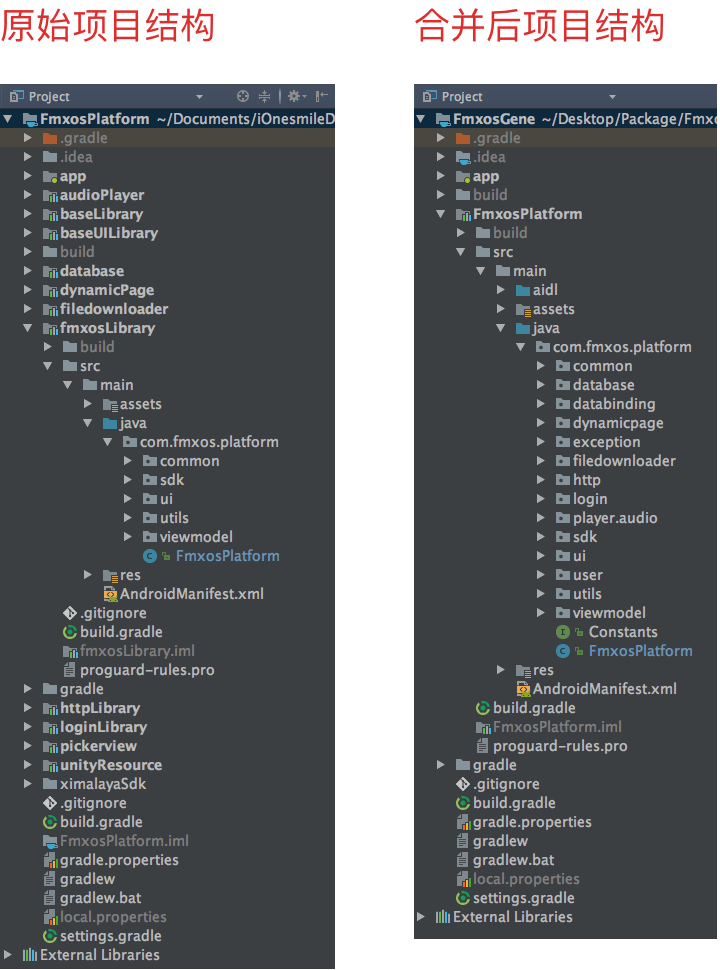 原始项目结构
Project
FmxosPlatform ~/Documents/iOnesmileD
.gradle
.idea
app
audioPlayer
baseLibrary
baseUILibrary
build
database
dynamicPage
filedownloader
fmxosLibrary
build
src
main
assets
java
com.fmxos.platform
common
sdk
ui
utils
viewmodel
FmxosPlatform
res
AndroidManifest.xml
.gitignore
build.gradle
fmxosLibrary.iml
proguard-rules.pro
gradle
httpLibrary
loginLibrary
pickerview
unityResource
ximalayaSdk
.gitignore
build.gradle
FmxosPlatform.iml
gradle.properties
gradlew
gradlew.bat
local.properties
settings.gradle
External Libraries
合并后项目结构
Project
FmxosGene ~/Desktop/Package/Fmxo
.gradle
.idea
app
build
FmxosPlatform
build
src
main
aidl
assets
java
com.fmxos.platform
common
database
databinding
dynamicpage
exception
filedownloader
http
login
player.audio
sdk
ui
user
utils
viewmodel
Constants
FmxosPlatform
res
AndroidManifest.xml
build.gradle
FmxosPlatform.iml
proguard-rules.pro
gradle
.gitignore
build.gradle
gradle.properties
gradlew
gradlew.bat
local.properties
settings.gradle
External Libraries